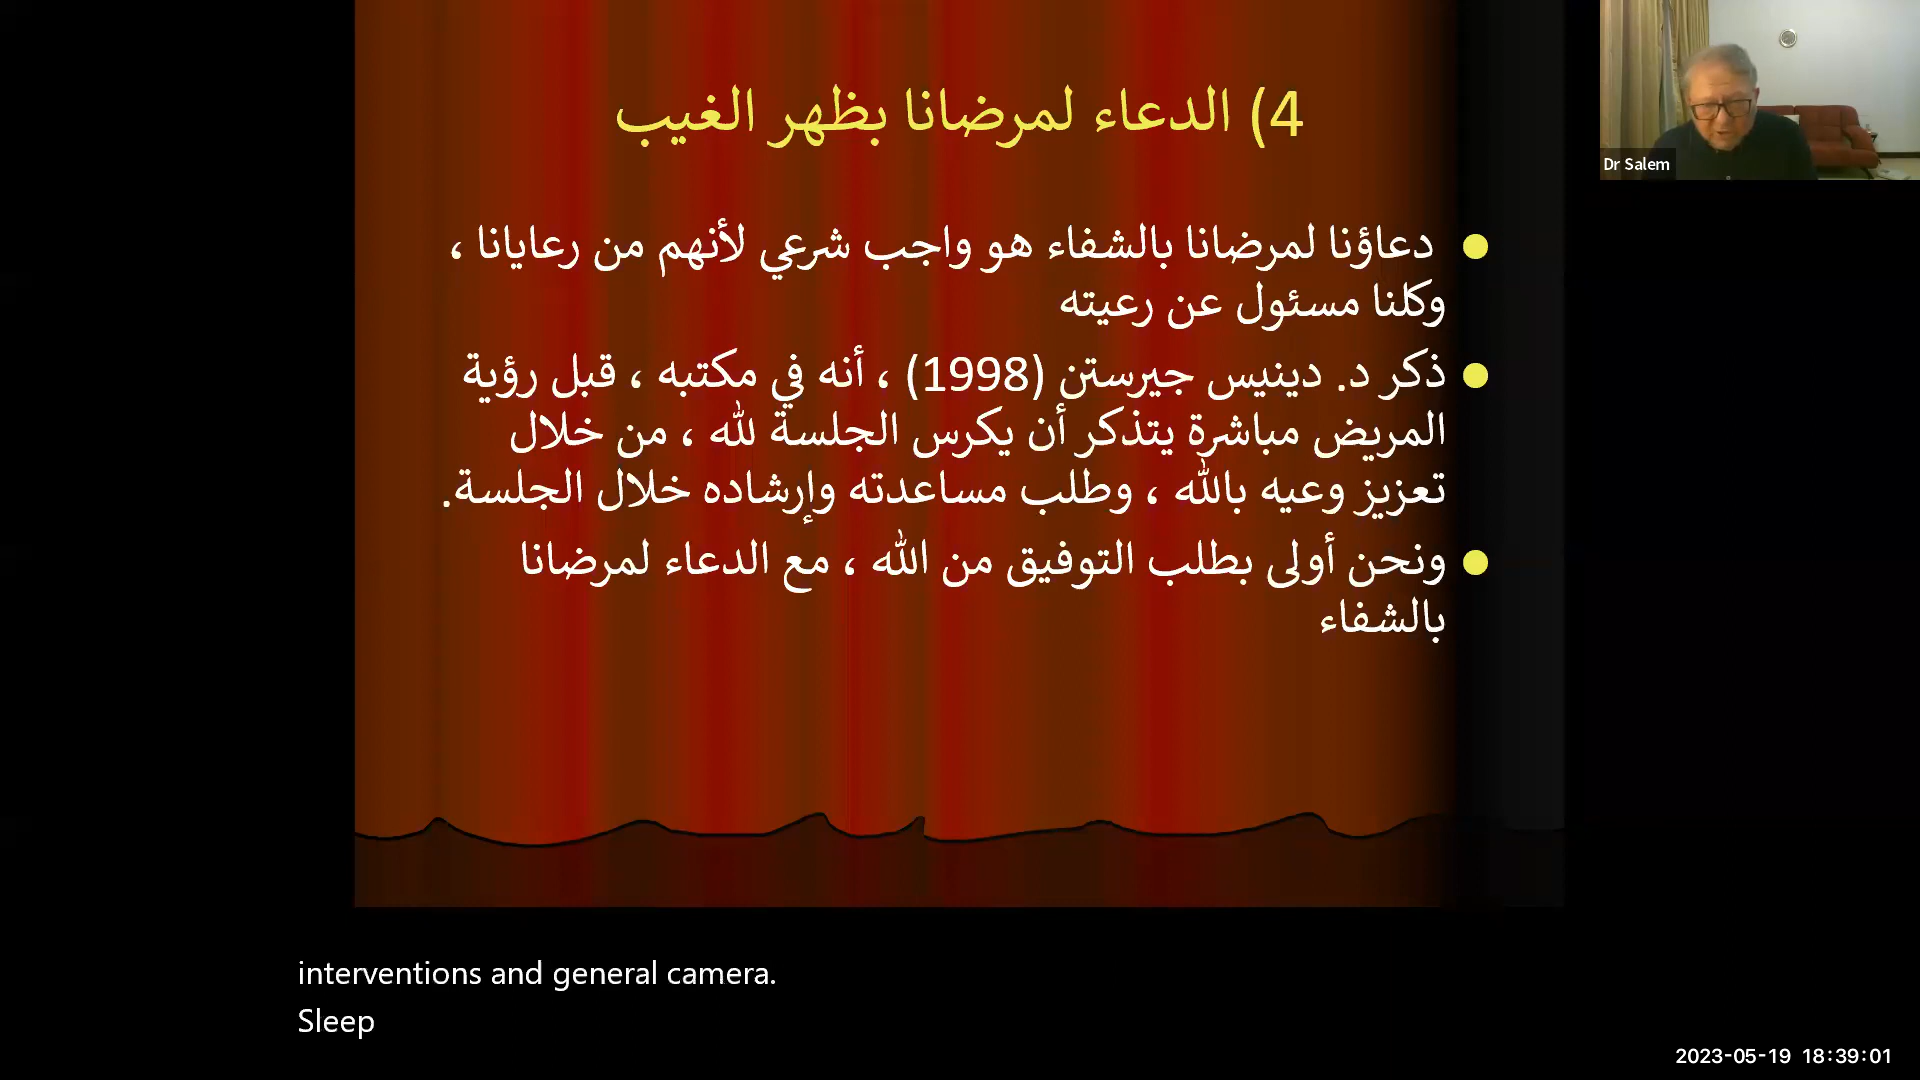 4) الدعاء لمرضانا بظهر الغيب
دعاؤنا لمرضانا بالشفاء هو واجب شرعي لأنهم من رعايانا ،
وكلنا مسئول عن رعيته
ذكر د. دينيس جيرستن (1998) ، أنه في مكتبه ، قبل رؤية
المريض مباشرة يتذكر أن يكرس الجلسة لله ، من خلال
تعزيز وعيه بالله ، وطلب مساعدته وإرشاده خلال الجلسة.
ونحن أولى بطلب التوفيق من الله ، مع الدعاء لمرضانا
بالشفاء
Dr Salem
interventions and general camera.
Sleep
2023-05-19 18:39:01